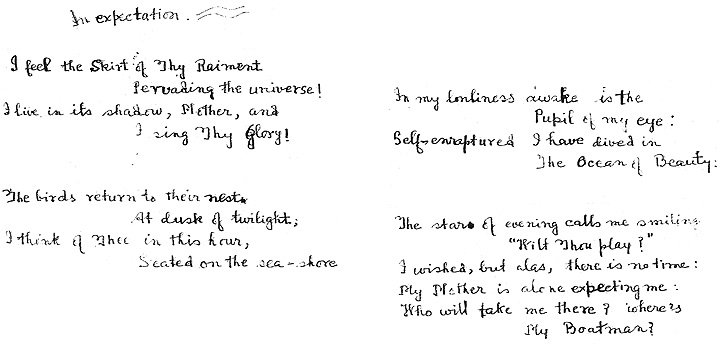 In expectation.
I feel the Skirt of Thy Raiment
Pervading the universe!
I live in its shadow, Mother, and
I sing Thy Glory!
The birds return to their nest
At dusk of twilight;
I think of Thee in this hour,
Seated on the sea-shore
In my lonliness awake is the
Pupil of my eye:
Self-enraptured I have dived in
The Ocean of Beauty:
The stars of evening calls me smiling
"Wilt Thou play?"
I wished, but alas, there is no time:
My Mother is alone expecting me:
Who will take me there? where is
My Boatman?